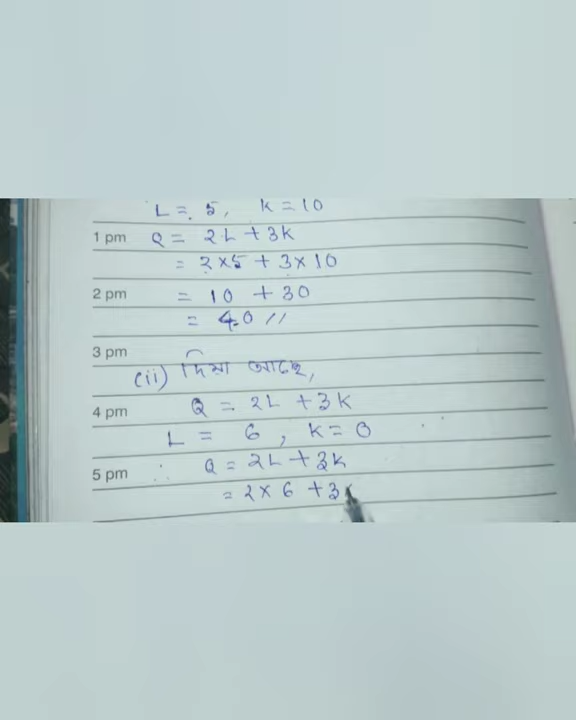 L = 5, K = 10
1 pm Q = 2L + 3K
= 2×5 + 3×10
2 pm = 10 + 30
= 40 //
3 pm
(ii) দিয়া আছে,
4 pm Q = 2L + 3K
L = 6, K = 0
5 pm ∴ Q = 2L + 3K
= 2 × 6 + 3